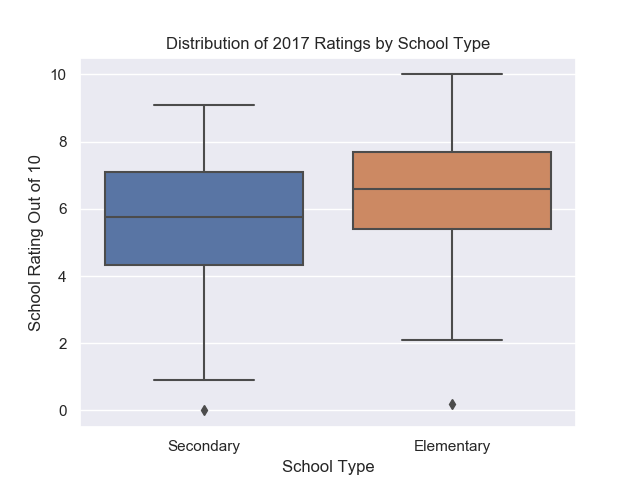 Distribution of 2017 Ratings by School Type
School Rating Out of 10
10
8
6
4
2
0
Secondary
Elementary
School Type